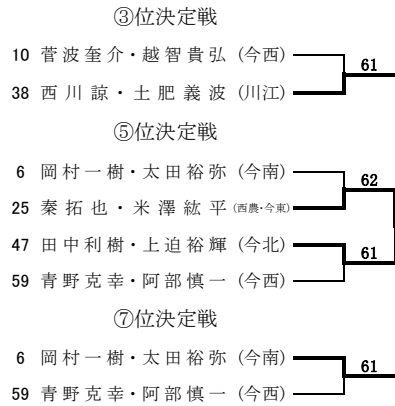 ③位決定戦
10 菅波奎介・越智貴弘 (今西)
61
38 西川諒・土肥義波 (川江)
⑤位決定戦
6 岡村一樹・太田裕弥 (今南)
62
25 秦拓也・米澤紘平 (西農・今東)
47 田中利樹・上迫裕輝 (今北)
61
59 青野克幸・阿部慎一 (今西)
⑦位決定戦
6 岡村一樹・太田裕弥 (今南)
61
59 青野克幸・阿部慎一 (今西)